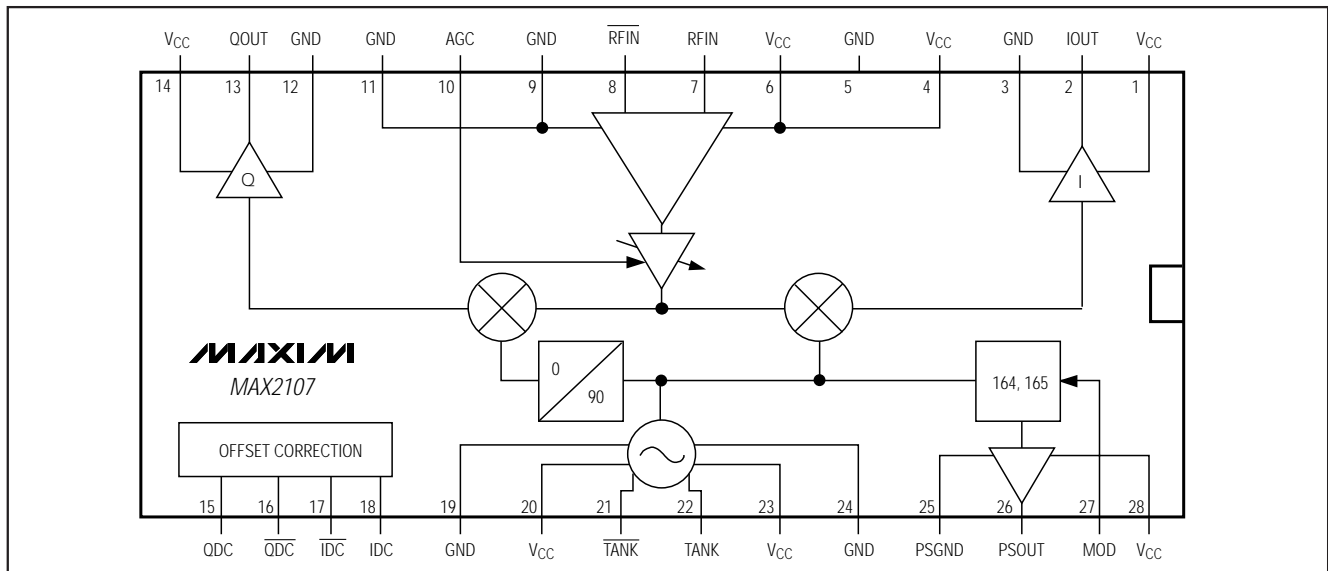 VCC QOUT GND GND AGC GND RFIN RFIN VCC GND VCC GND IOUT VCC
14 13 12 11 10 9 8 7 6 5 4 3 2 1
Q
I
MAXIM
MAX2107
0
90
164, 165
OFFSET CORRECTION
15 16 17 18 19 20 21 22 23 24 25 26 27 28
QDC QDC IDC IDC GND VCC TANK TANK VCC GND PSGND PSOUT MOD VCC